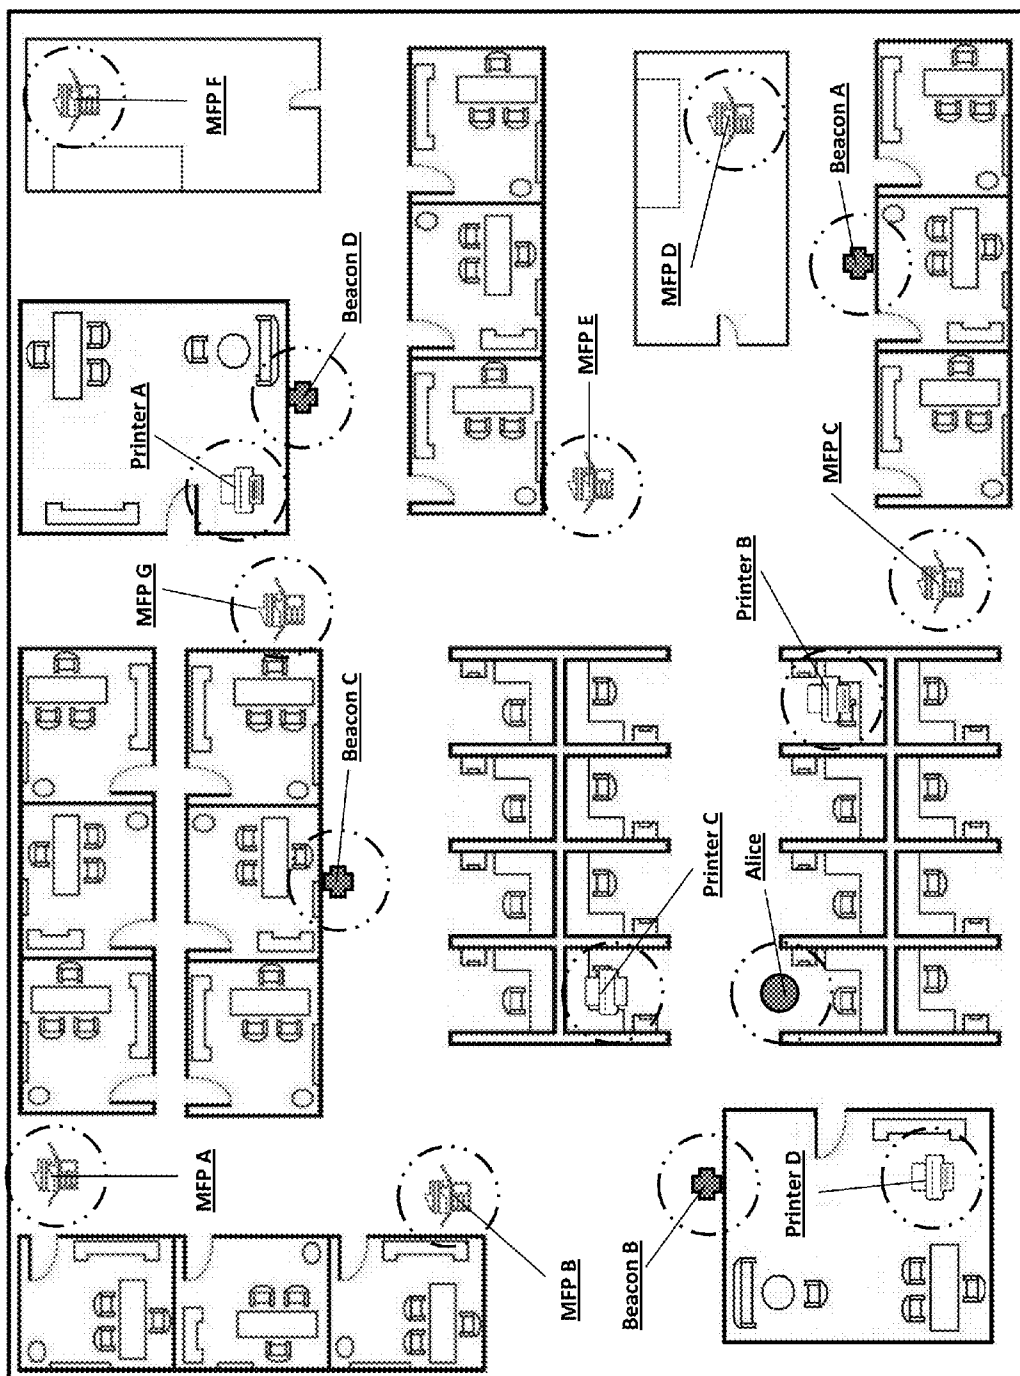 MFP F
MFP D
Beacon A
Beacon D
MFP E
Printer A
MFP C
MFP G
Printer B
Beacon C
Printer C
Alice
MFP A
MFP B
Beacon B
Printer D